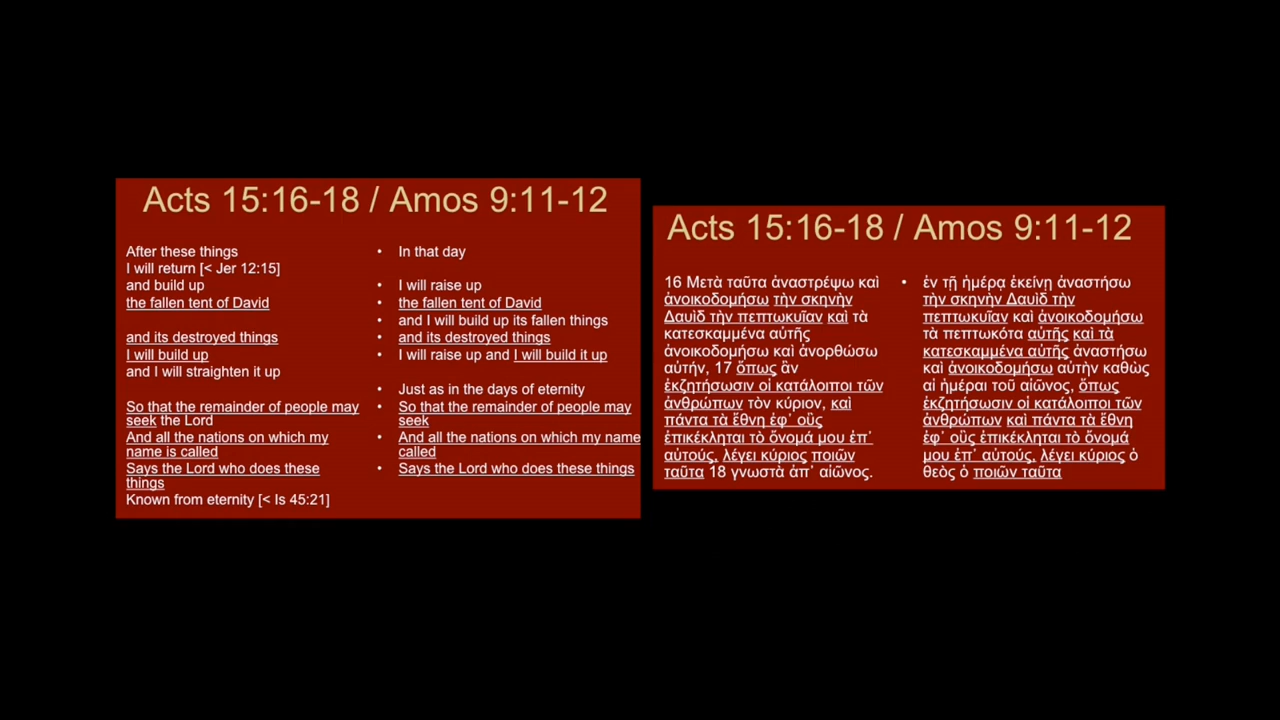 Acts 15:16-18 / Amos 9:11-12
After these things
I will return [< Jer 12:15]
and build up
the fallen tent of David
and its destroyed things
I will build up
and I will straighten it up
So that the remainder of people may
seek the Lord
And all the nations on which my
name is called
Says the Lord who does these
things
Known from eternity [< Is 45:21]
• In that day
• I will raise up
• the fallen tent of David
• and I will build up its fallen things
• and its destroyed things
• I will raise up and I will build it up
• Just as in the days of eternity
• So that the remainder of people may
seek
• And all the nations on which my name
called
• Says the Lord who does these things
Acts 15:16-18 / Amos 9:11-12
16 Μετὰ ταῦτα ἀναστρέψω καὶ
ἀνοικοδομήσω τὴν σκηνὴν
Δαυὶδ τὴν πεπτωκυῖαν καὶ τὰ
κατεσκαμμένα αὐτῆς
ἀνοικοδομήσω καὶ ἀνορθώσω
αὐτήν, 17 ὅπως ἂν
ἐκζητήσωσιν οἱ κατάλοιποι τῶν
ἀνθρώπων τὸν κύριον, καὶ
πάντα τὰ ἔθνη ἐφ᾽ οὓς
ἐπικέκληται τὸ ὄνομά μου ἐπ᾽
αὐτούς, λέγει κύριος ποιῶν
ταῦτα 18 γνωστὰ ἀπ᾽ αἰῶνος.
• ἐν τῇ ἡμέρᾳ ἐκείνῃ ἀναστήσω
τὴν σκηνὴν Δαυὶδ τὴν
πεπτωκυῖαν καὶ ἀνοικοδομήσω
τὰ πεπτωκότα αὐτῆς καὶ τὰ
κατεσκαμμένα αὐτῆς ἀναστήσω
καὶ ἀνοικοδομήσω αὐτὴν καθὼς
αἱ ἡμέραι τοῦ αἰῶνος, ὅπως
ἐκζητήσωσιν οἱ κατάλοιποι τῶν
ἀνθρώπων καὶ πάντα τὰ ἔθνη
ἐφ᾽ οὓς ἐπικέκληται τὸ ὄνομά
μου ἐπ᾽ αὐτούς, λέγει κύριος ὁ
θεὸς ὁ ποιῶν ταῦτα